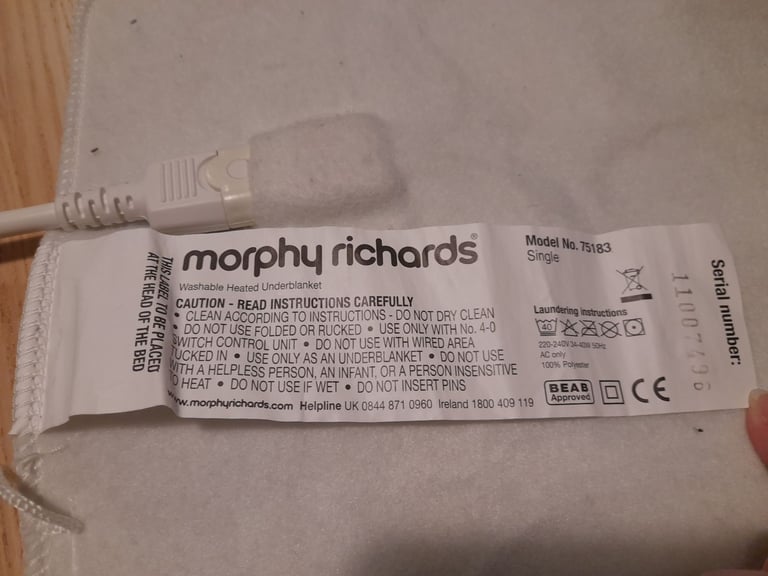 THIS LABEL TO BE PLACED
AT THE HEAD OF THE BED
morphy richards®
Washable Heated Underblanket
CAUTION - READ INSTRUCTIONS CAREFULLY
• CLEAN ACCORDING TO INSTRUCTIONS - DO NOT DRY CLEAN
• DO NOT USE FOLDED OR RUCKED • USE ONLY WITH No. 4-0
SWITCH CONTROL UNIT • DO NOT USE WITH WIRED AREA
TUCKED IN • USE ONLY AS AN UNDERBLANKET • DO NOT USE
WITH A HELPLESS PERSON, AN INFANT, OR A PERSON INSENSITIVE
TO HEAT • DO NOT USE IF WET • DO NOT INSERT PINS
www.morphyrichards.com Helpline UK 0844 871 0960 Ireland 1800 409 119
Model No. 75183
Single
Laundering instructions
40
220-240V 34-40W 50Hz
AC only
100% Polyester
BEAB
Approved
CE
Serial number:
11007496